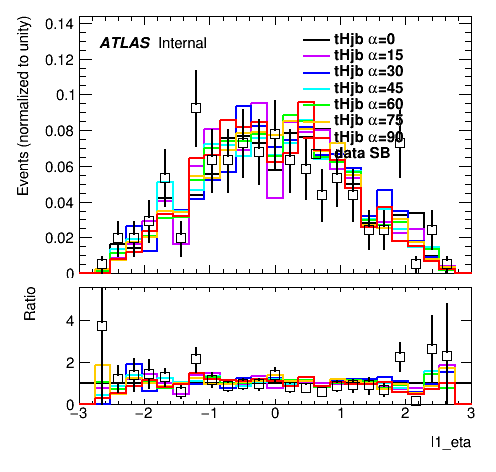 Events (normalized to unity)
0.14
0.12
0.1
0.08
0.06
0.04
0.02
0
ATLAS Internal
tHjb α=0
tHjb α=15
tHjb α=30
tHjb α=45
tHjb α=60
tHjb α=75
tHjb α=90
data SB
Ratio
4
2
0
−3 −2 −1 0 1 2 3
l1_eta